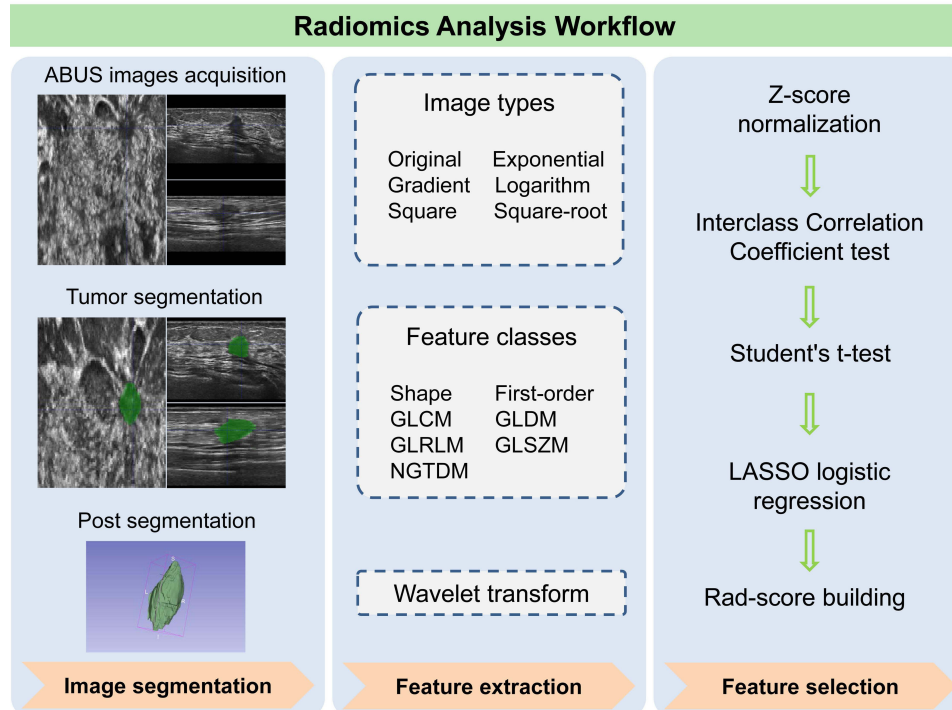 Radiomics Analysis Workflow
ABUS images acquisition
Tumor segmentation
Post segmentation
Image segmentation
Image types
Original Exponential
Gradient Logarithm
Square Square-root
Feature classes
Shape First-order
GLCM GLDM
GLRLM GLSZM
NGTDM
Wavelet transform
Feature extraction
Z-score
normalization
Interclass Correlation
Coefficient test
Student's t-test
LASSO logistic
regression
Rad-score building
Feature selection